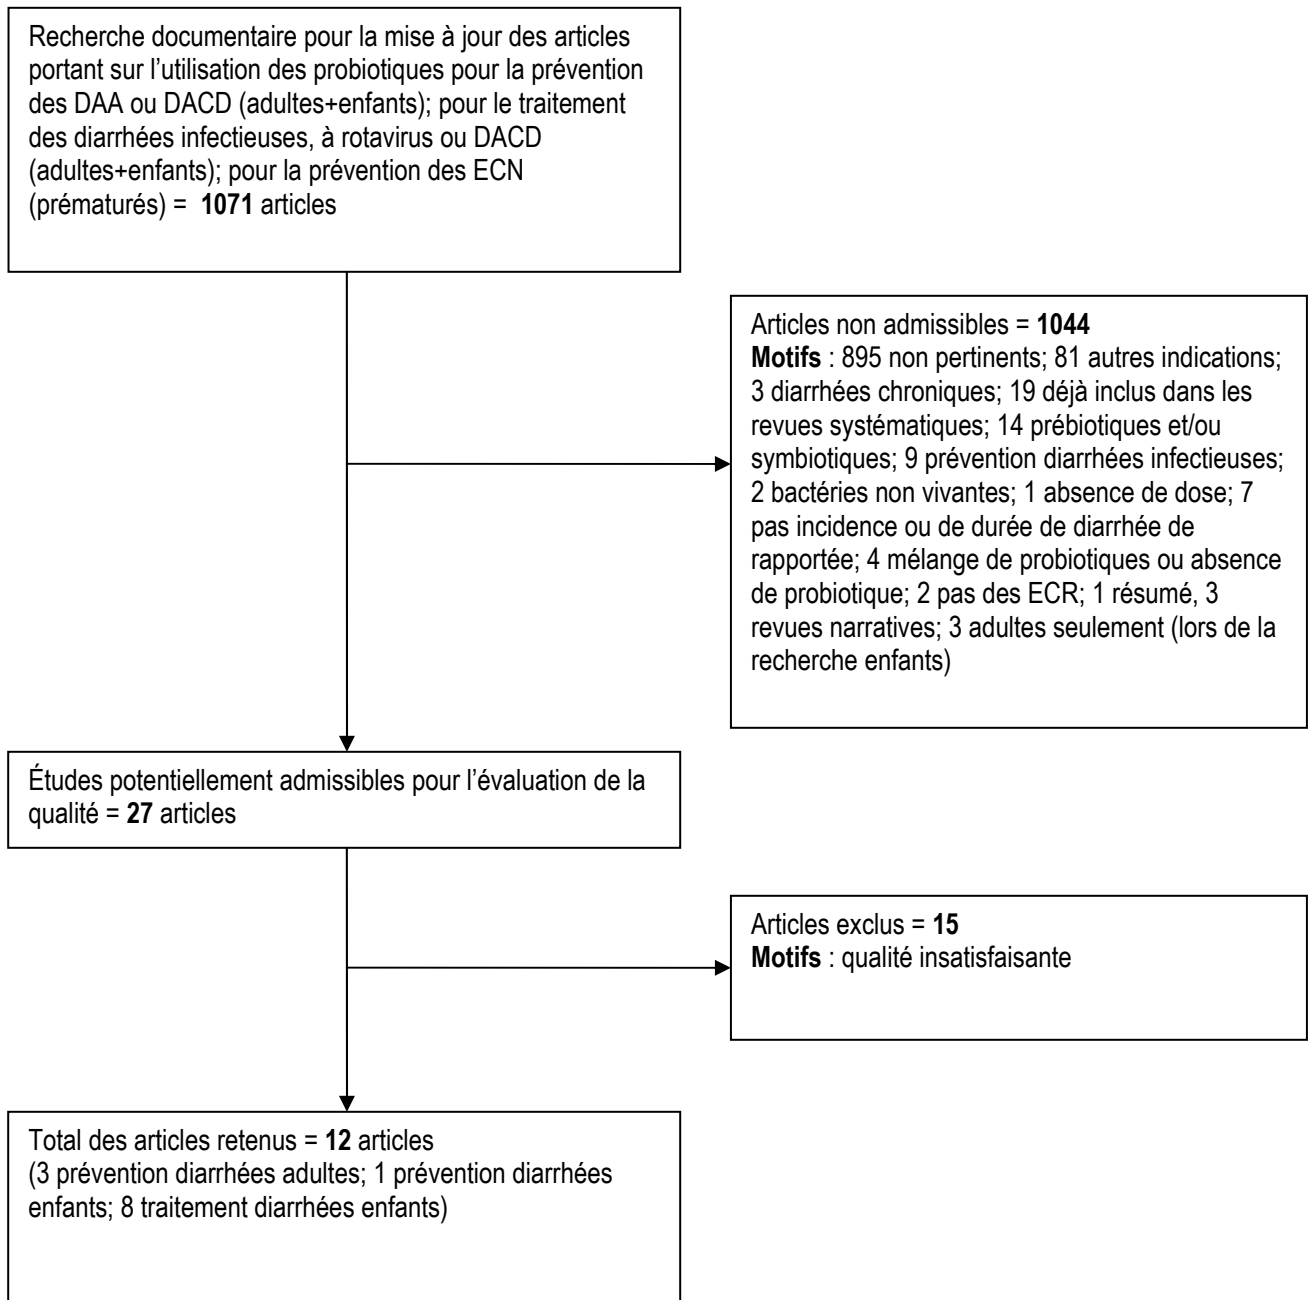 Recherche documentaire pour la mise à jour des articles
portant sur l’utilisation des probiotiques pour la prévention
des DAA ou DACD (adultes+enfants); pour le traitement
des diarrhées infectieuses, à rotavirus ou DACD
(adultes+enfants); pour la prévention des ECN
(prématurés) = 1071 articles
Articles non admissibles = 1044
Motifs : 895 non pertinents; 81 autres indications;
3 diarrhées chroniques; 19 déjà inclus dans les
revues systématiques; 14 prébiotiques et/ou
symbiotiques; 9 prévention diarrhées infectieuses;
2 bactéries non vivantes; 1 absence de dose; 7
pas incidence ou de durée de diarrhée de
rapportée; 4 mélange de probiotiques ou absence
de probiotique; 2 pas des ECR; 1 résumé, 3
revues narratives; 3 adultes seulement (lors de la
recherche enfants)
Études potentiellement admissibles pour l’évaluation de la
qualité = 27 articles
Articles exclus = 15
Motifs : qualité insatisfaisante
Total des articles retenus = 12 articles
(3 prévention diarrhées adultes; 1 prévention diarrhées
enfants; 8 traitement diarrhées enfants)